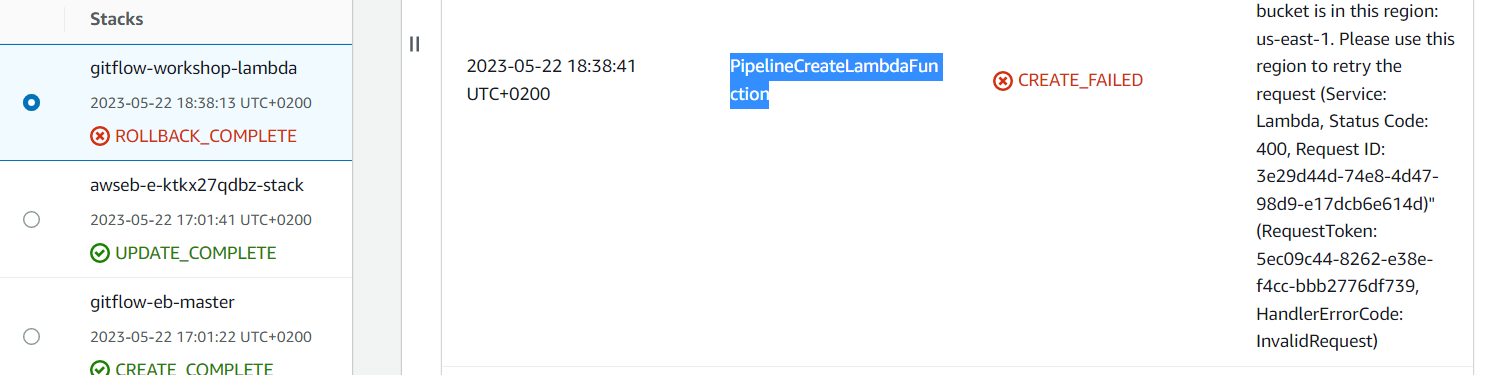 Stacks
gitflow-workshop-lambda
2023-05-22 18:38:13 UTC+0200
ROLLBACK_COMPLETE
awseb-e-ktkx27qdbz-stack
2023-05-22 17:01:41 UTC+0200
UPDATE_COMPLETE
gitflow-eb-master
2023-05-22 17:01:22 UTC+0200
CREATE_COMPLETE
2023-05-22 18:38:41
UTC+0200
PipelineCreateLambdaFun
ction
CREATE_FAILED
bucket is in this region:
us-east-1. Please use this
region to retry the
request (Service:
Lambda, Status Code:
400, Request ID:
3e29d44d-74e8-4d47-
98d9-e17dcb6e614d)"
(RequestToken:
5ec09c44-8262-e38e-
f4cc-bbb2776df739,
HandlerErrorCode:
InvalidRequest)